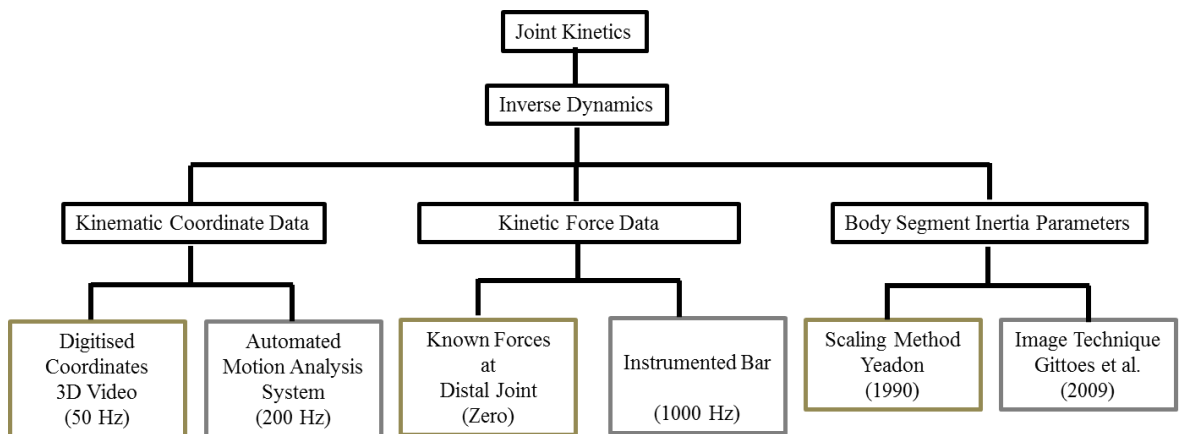 Joint Kinetics
Inverse Dynamics
Kinematic Coordinate Data
Kinetic Force Data
Body Segment Inertia Parameters
Digitised
Coordinates
3D Video
(50 Hz)
Automated
Motion Analysis
System
(200 Hz)
Known Forces
at
Distal Joint
(Zero)
Instrumented Bar
(1000 Hz)
Scaling Method
Yeadon
(1990)
Image Technique
Gittoes et al.
(2009)